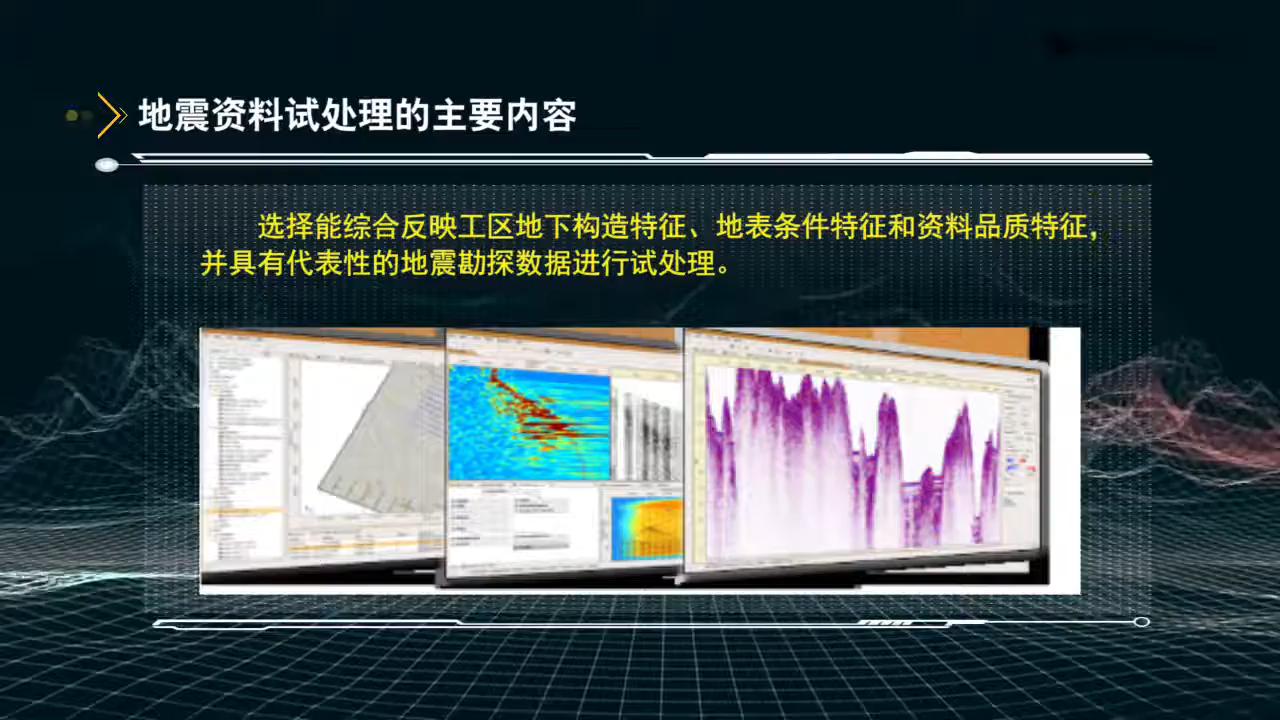 地震资料试处理的主要内容
选择能综合反映工区地下构造特征、地表条件特征和资料品质特征，
并具有代表性的地震勘探数据进行试处理。